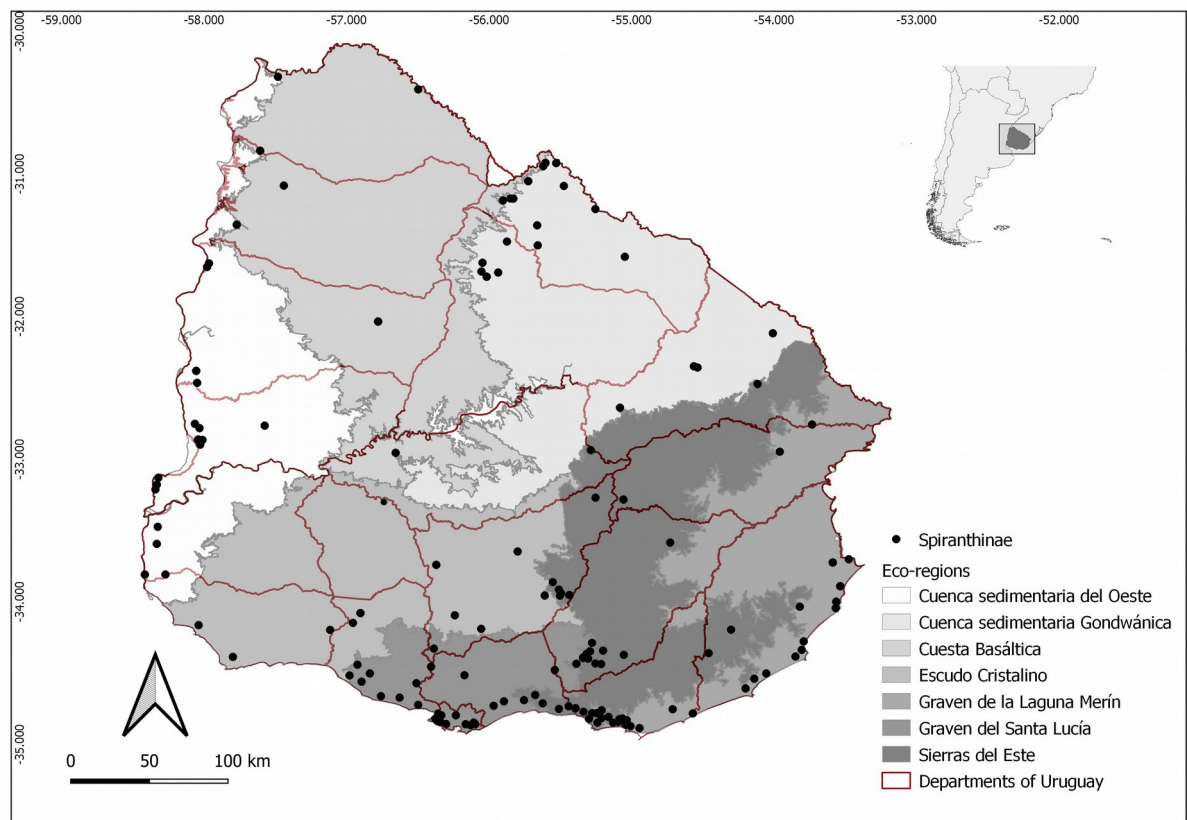 -59.000 -58.000 -57.000 -56.000 -55.000 -54.000 -53.000 -52.000
-30.000
-31.000
-32.000
-33.000
-34.000
-35.000
Spiranthinae
Eco-regions
Cuenca sedimentaria del Oeste
Cuenca sedimentaria Gondwánica
Cuesta Basáltica
Escudo Cristalino
Graven de la Laguna Merín
Graven del Santa Lucía
Sierras del Este
Departments of Uruguay
0 50 100 km